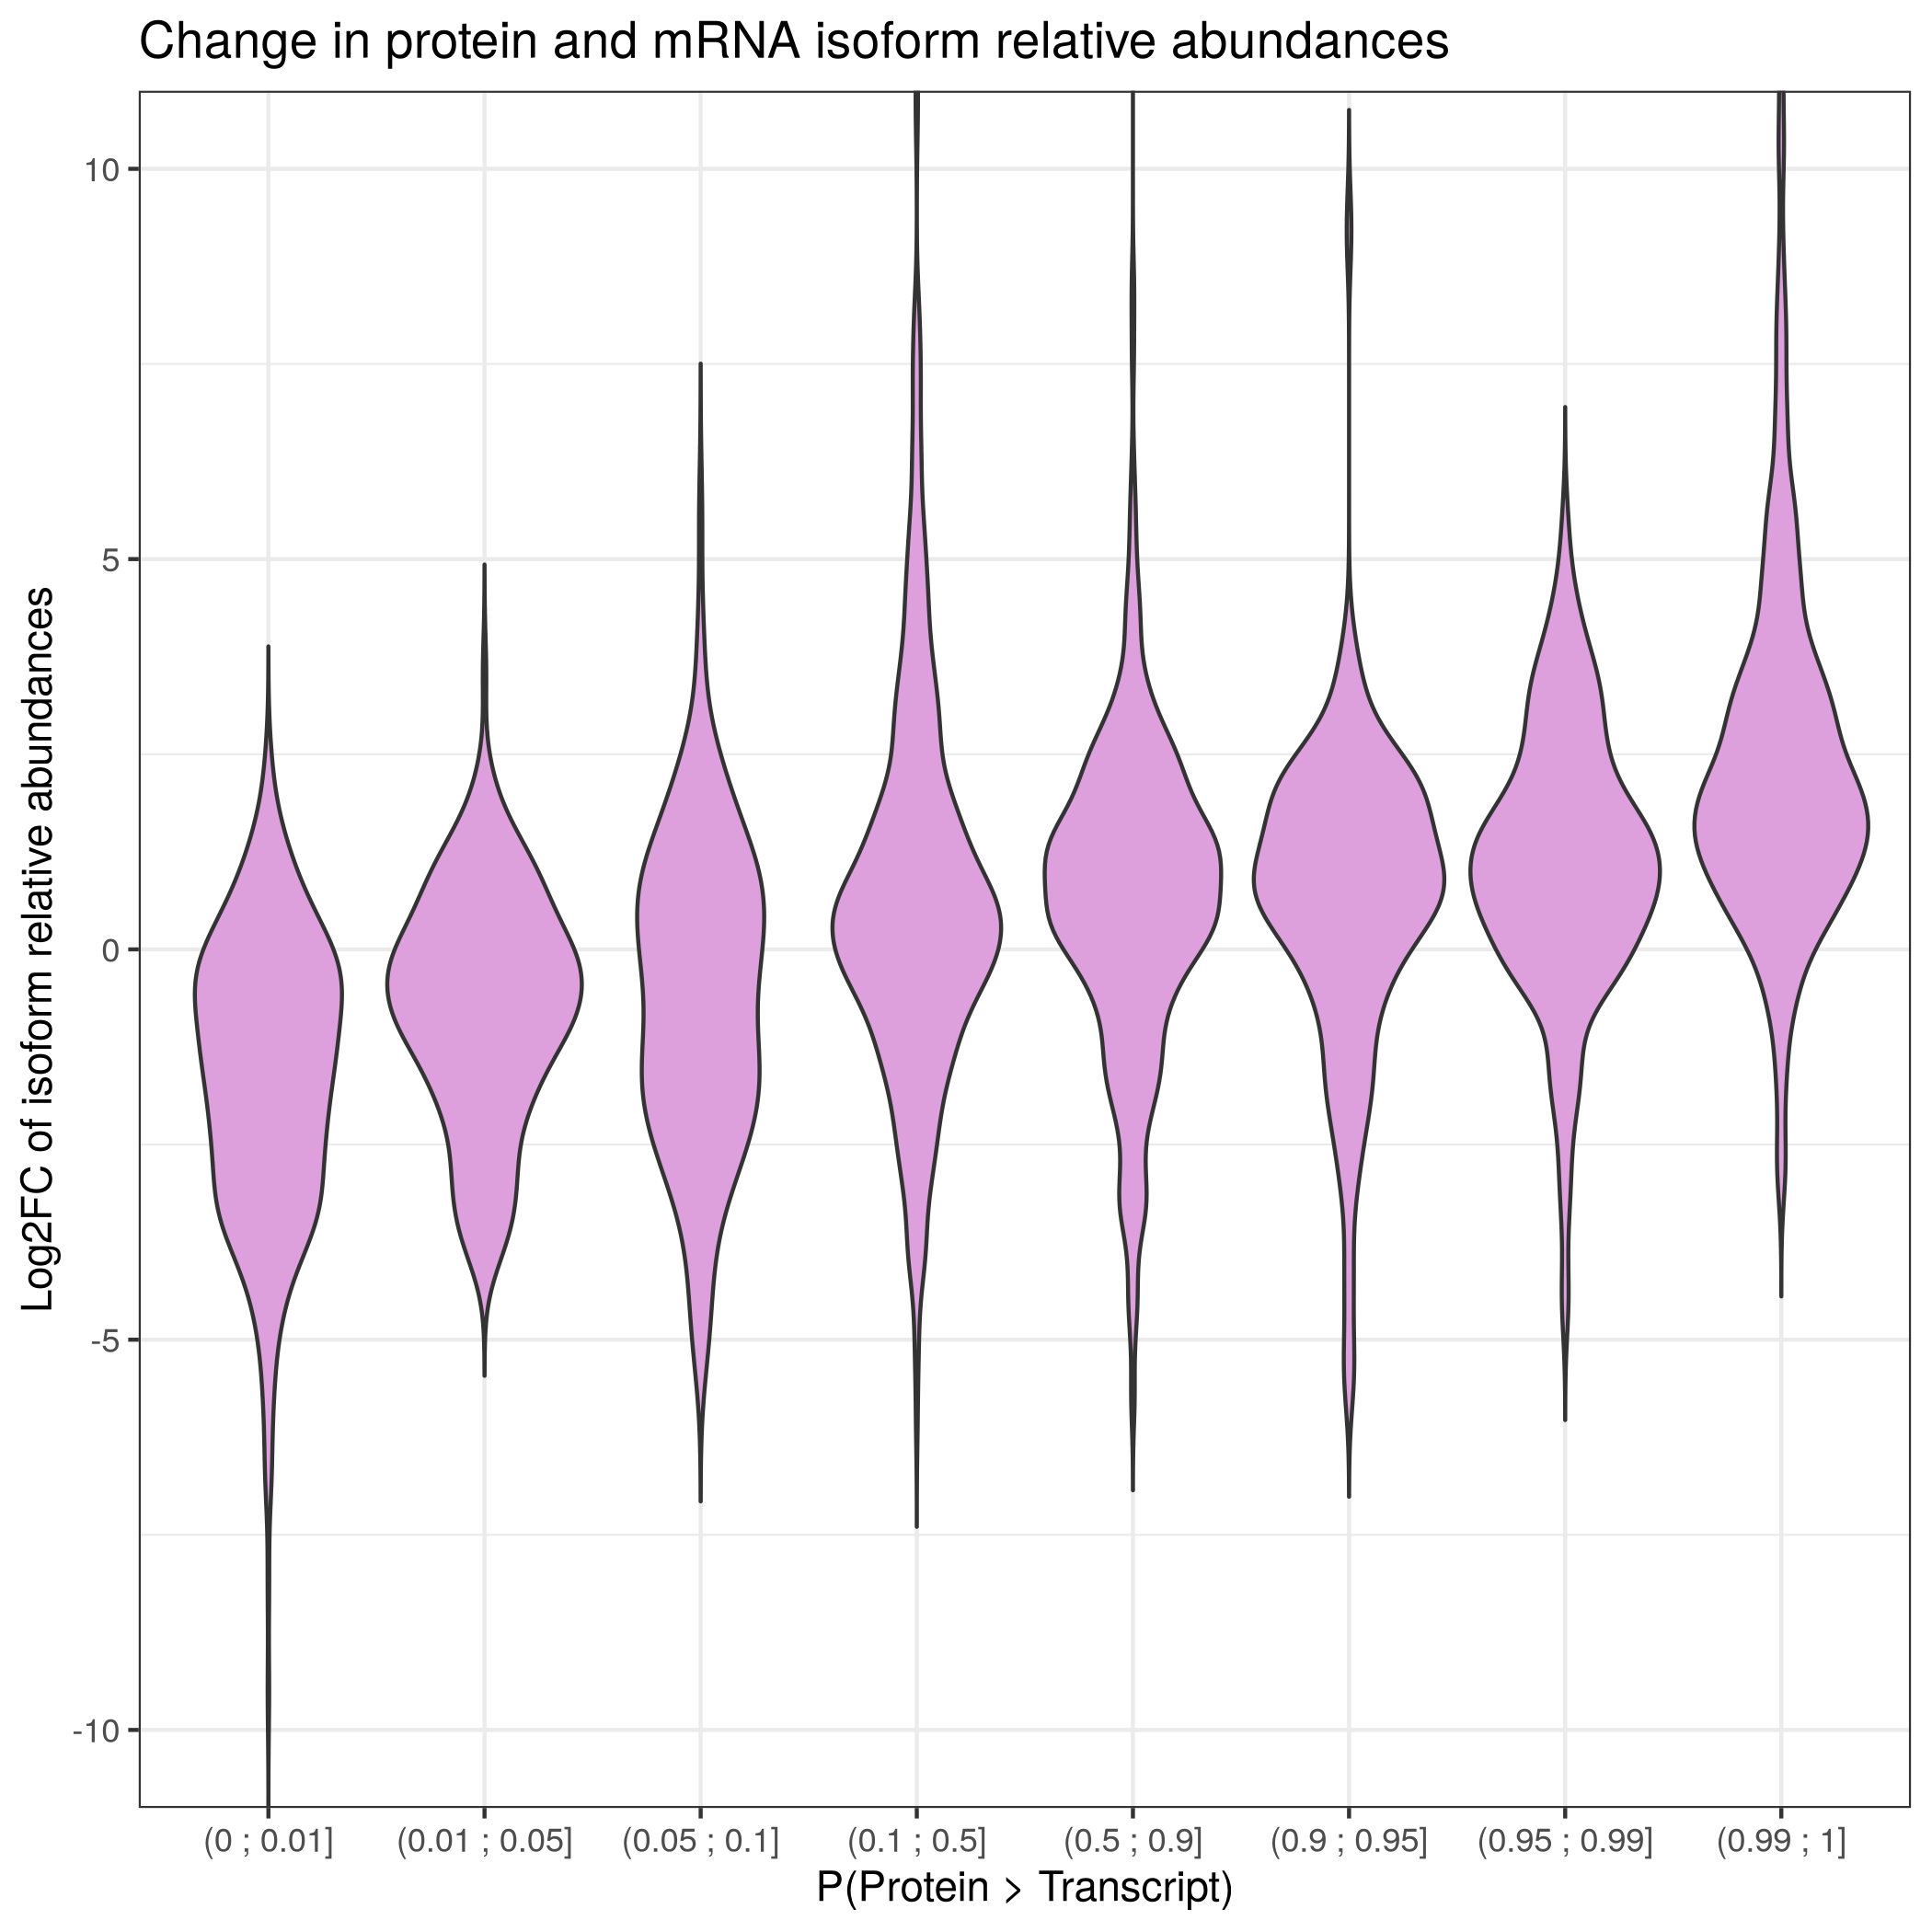 Change in protein and mRNA isoform relative abundances
Log2FC of isoform relative abundances
10
5
0
-5
-10
(0 ; 0.01]
(0.01 ; 0.05]
(0.05 ; 0.1]
(0.1 ; 0.5]
(0.5 ; 0.9]
(0.9 ; 0.95]
(0.95 ; 0.99]
(0.99 ; 1]
P(Protein > Transcript)